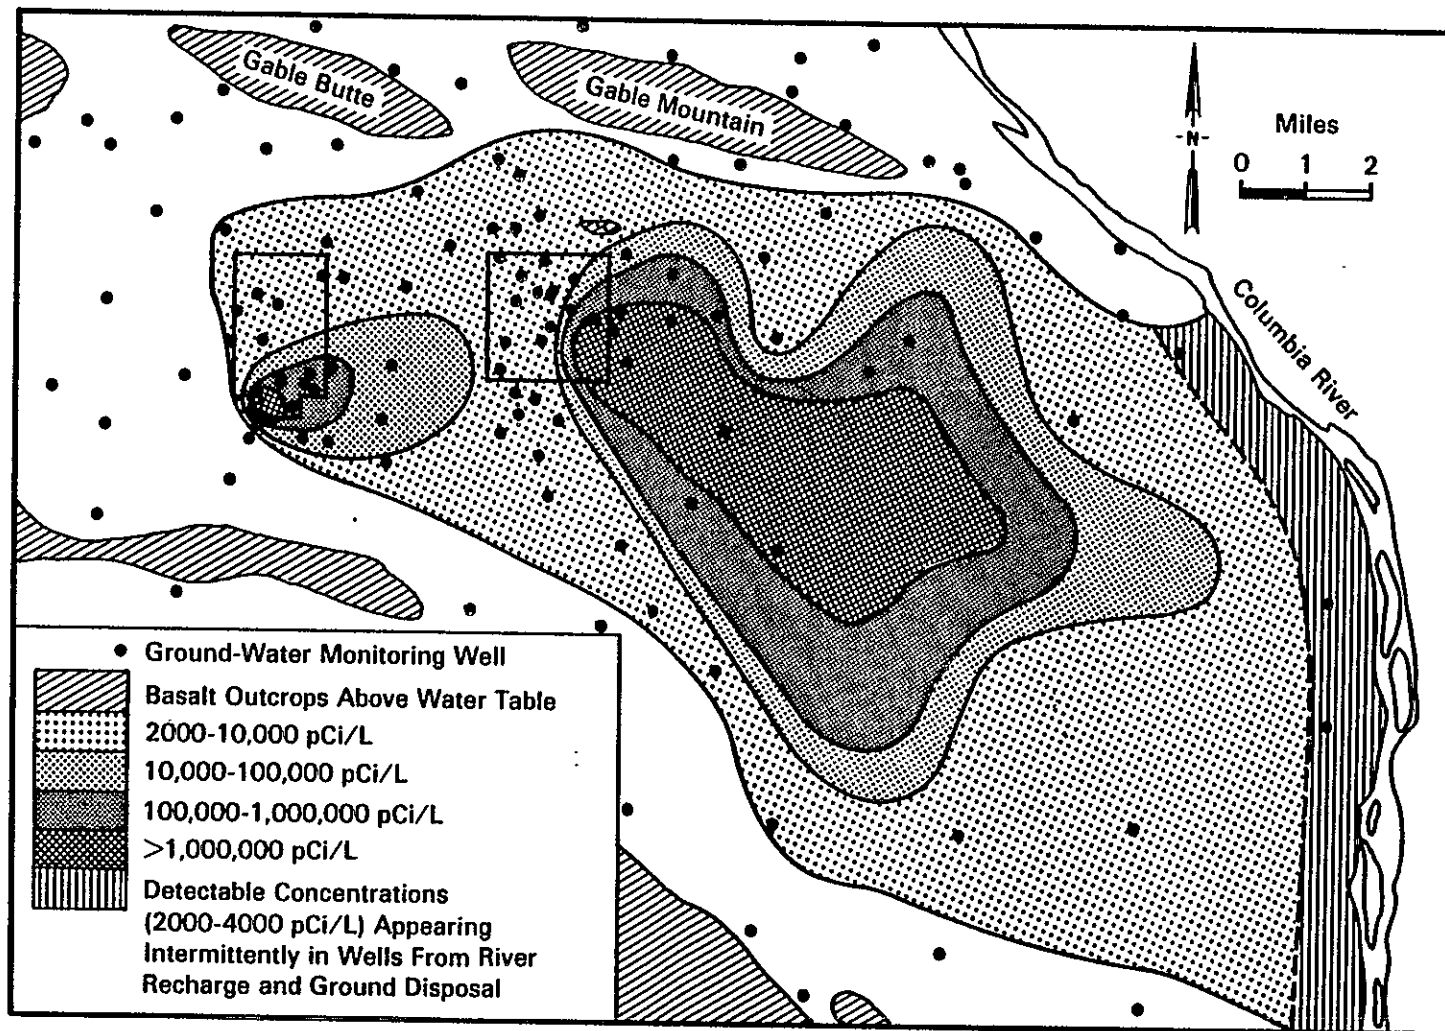 Gable Butte
Gable Mountain
-N-
Miles
0 1 2
Columbia River
Ground-Water Monitoring Well
Basalt Outcrops Above Water Table
2000-10,000 pCi/L
10,000-100,000 pCi/L
100,000-1,000,000 pCi/L
>1,000,000 pCi/L
Detectable Concentrations
(2000-4000 pCi/L) Appearing
Intermittently in Wells From River
Recharge and Ground Disposal